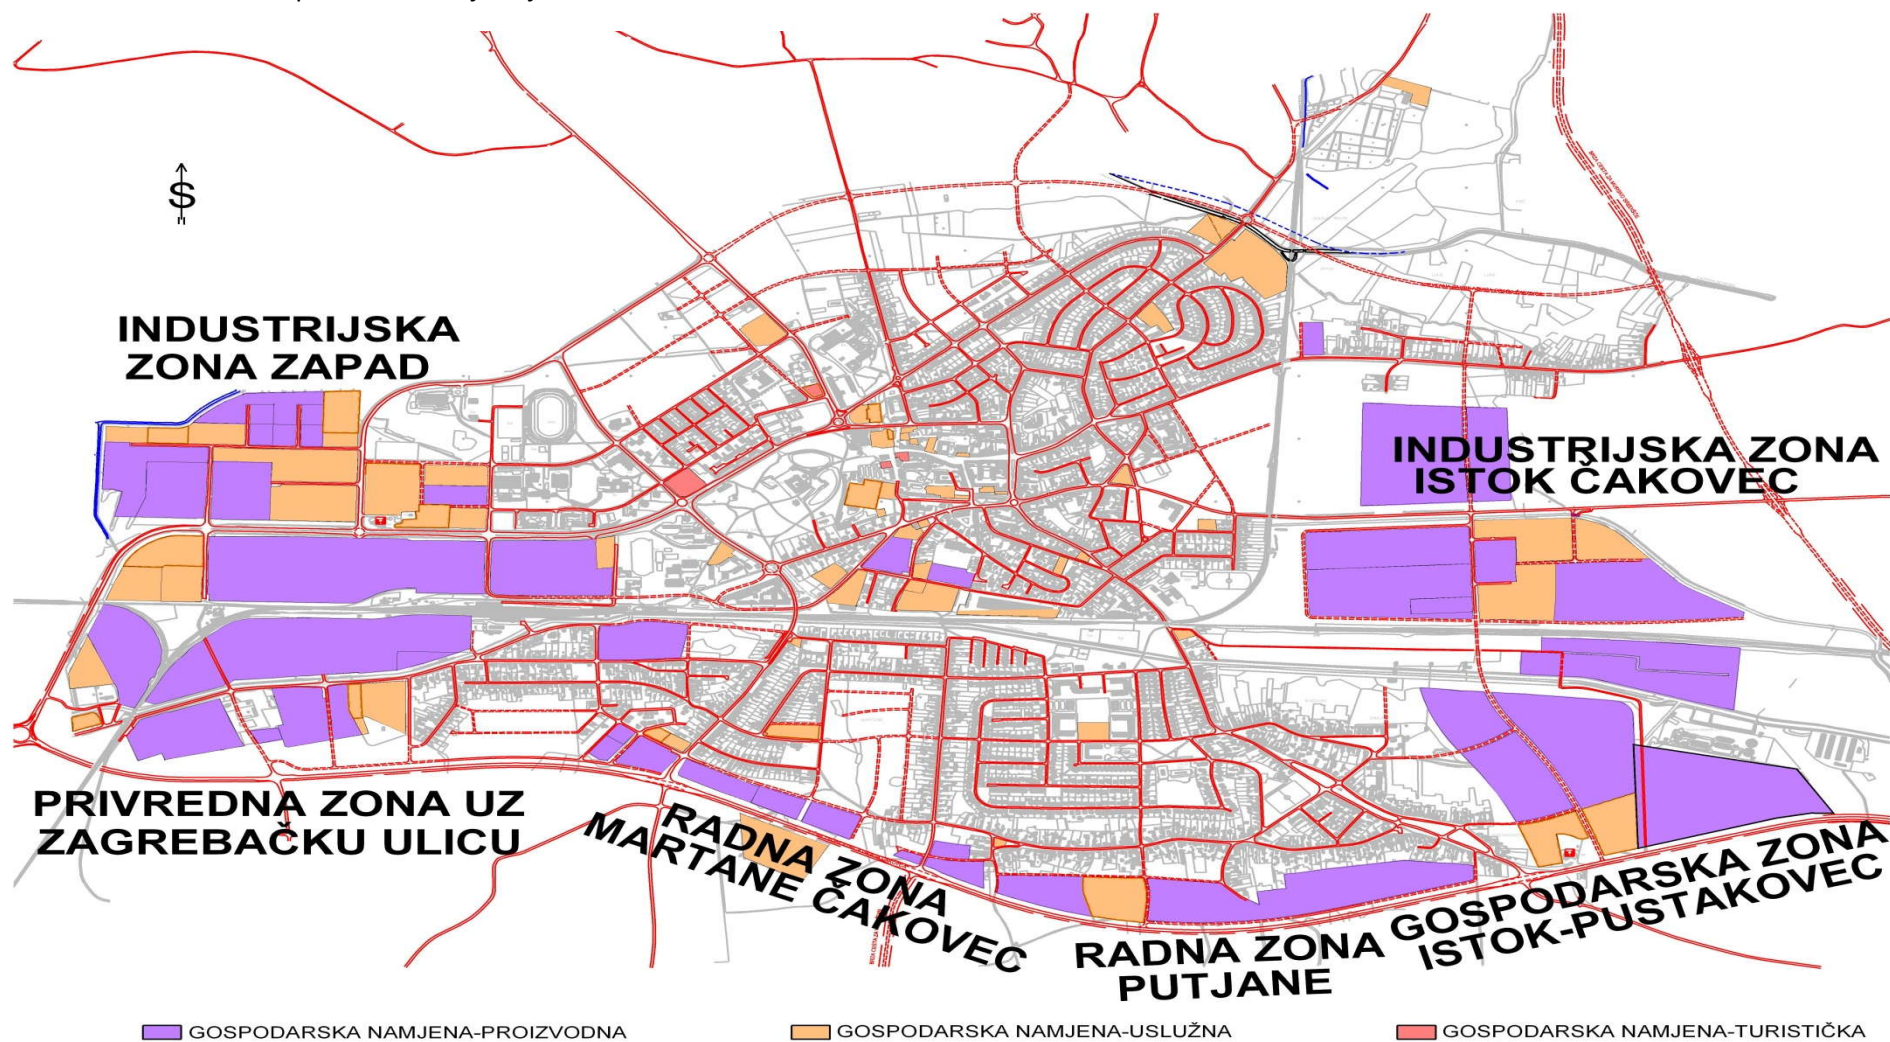 S
INDUSTRIJSKA
ZONA ZAPAD
INDUSTRIJSKA ZONA
ISTOK ČAKOVEC
PRIVREDNA ZONA UZ
ZAGREBAČKU ULICU
RADNA ZONA
MARTANE ČAKOVEC
RADNA ZONA
PUTJANE
GOSPODARSKA ZONA
ISTOK-PUSTAKOVEC
GOSPODARSKA NAMJENA-PROIZVODNA
GOSPODARSKA NAMJENA-USLUŽNA
GOSPODARSKA NAMJENA-TURISTIČKA